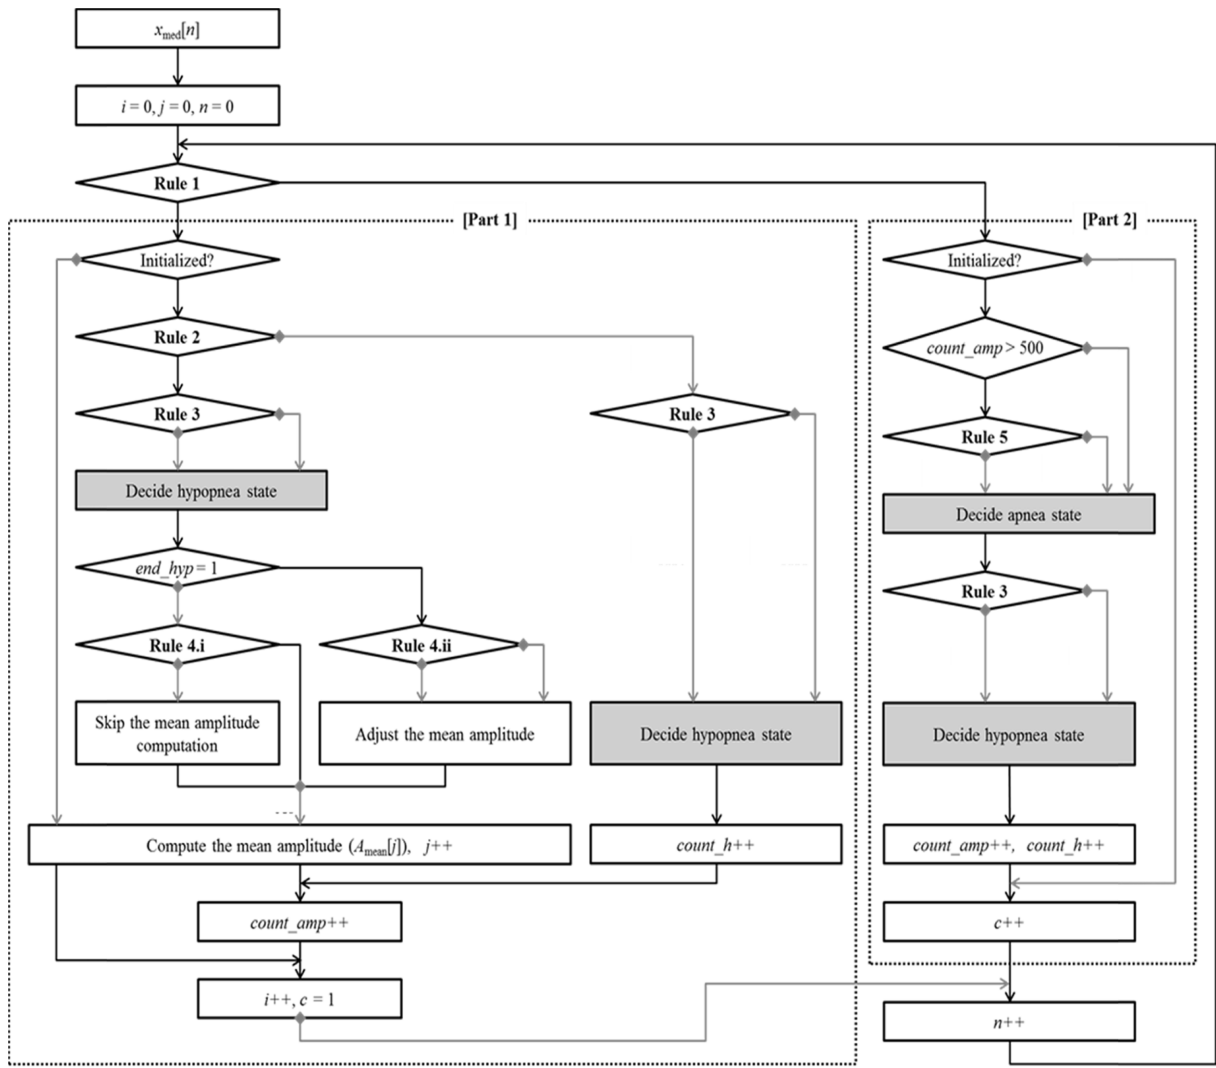 xmed[n]
i = 0, j = 0, n = 0
Rule 1
[Part 1]
[Part 2]
Initialized?
Initialized?
Rule 2
count_amp > 500
Rule 3
Rule 3
Rule 5
Decide hypopnea state
Decide apnea state
end_hyp = 1
Rule 3
Rule 4.i
Rule 4.ii
Skip the mean amplitude
computation
Adjust the mean amplitude
Decide hypopnea state
Decide hypopnea state
Compute the mean amplitude (Amean[j]), j++
count_h++
count_amp++, count_h++
count_amp++
c++
i++, c = 1
n++